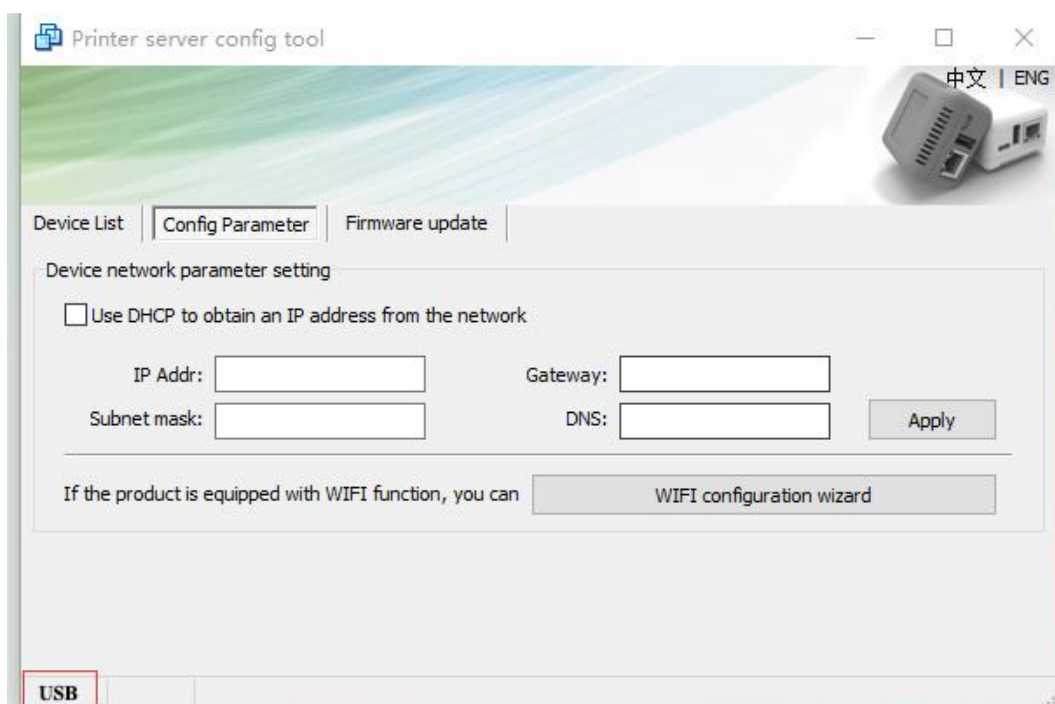 Printer server config tool
中文 | ENG
Device List
Config Parameter
Firmware update
Device network parameter setting
Use DHCP to obtain an IP address from the network
IP Addr:
Gateway:
Subnet mask:
DNS:
Apply
If the product is equipped with WIFI function, you can
WIFI configuration wizard
USB